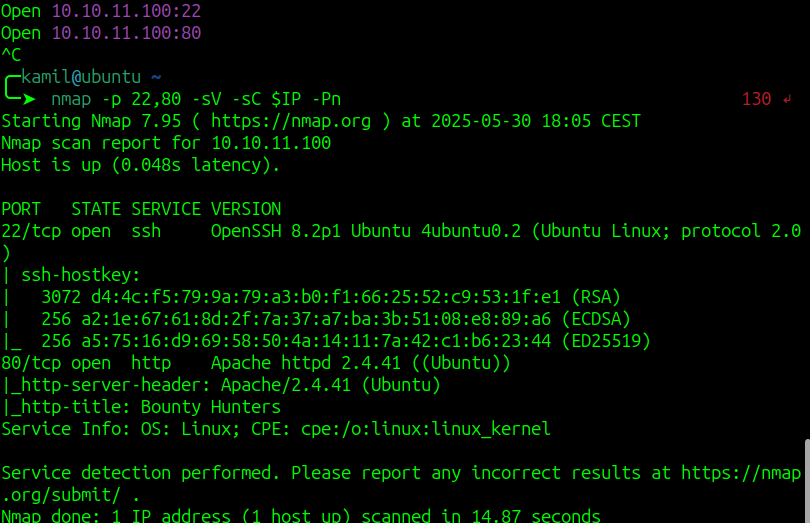 Open 10.10.11.100:22
Open 10.10.11.100:80
^C
kamil@ubuntu ~
nmap -p 22,80 -sV -sC $IP -Pn 130 ↲
Starting Nmap 7.95 ( https://nmap.org ) at 2025-05-30 18:05 CEST
Nmap scan report for 10.10.11.100
Host is up (0.048s latency).
PORT   STATE SERVICE VERSION
22/tcp open  ssh     OpenSSH 8.2p1 Ubuntu 4ubuntu0.2 (Ubuntu Linux; protocol 2.0
)
| ssh-hostkey:
|   3072 d4:4c:f5:79:9a:79:a3:b0:f1:66:25:52:c9:53:1f:e1 (RSA)
|   256 a2:1e:67:61:8d:2f:7a:37:a7:ba:3b:51:08:e8:89:a6 (ECDSA)
|_  256 a5:75:16:d9:69:58:50:4a:14:11:7a:42:c1:b6:23:44 (ED25519)
80/tcp open  http    Apache httpd 2.4.41 ((Ubuntu))
|_http-server-header: Apache/2.4.41 (Ubuntu)
|_http-title: Bounty Hunters
Service Info: OS: Linux; CPE: cpe:/o:linux:linux_kernel
Service detection performed. Please report any incorrect results at https://nmap
.org/submit/ .
Nmap done: 1 IP address (1 host up) scanned in 14.87 seconds